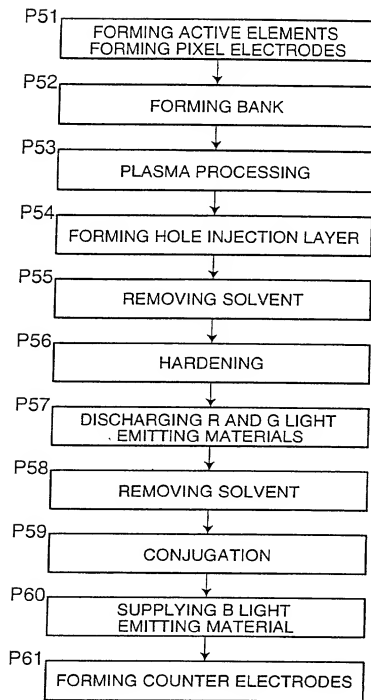 P51
FORMING ACTIVE ELEMENTS
FORMING PIXEL ELECTRODES
P52
FORMING BANK
P53
PLASMA PROCESSING
P54
FORMING HOLE INJECTION LAYER
P55
REMOVING SOLVENT
P56
HARDENING
P57
DISCHARGING R AND G LIGHT
EMITTING MATERIALS
P58
REMOVING SOLVENT
P59
CONJUGATION
P60
SUPPLYING B LIGHT
EMITTING MATERIAL
P61
FORMING COUNTER ELECTRODES